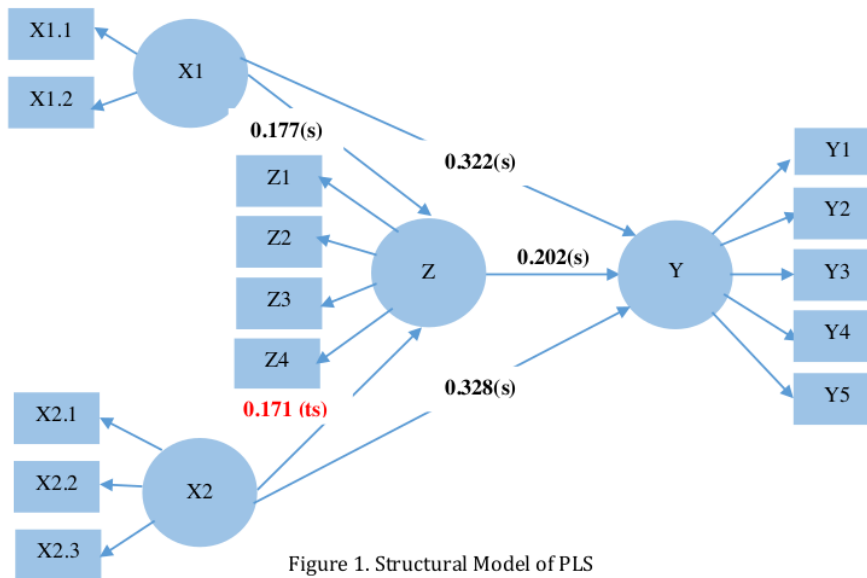 X1.1
X1.2
X1
0.177(s)
0.322(s)
Z1
Z2
Z3
Z4
Z
0.202(s)
Y
Y1
Y2
Y3
Y4
Y5
0.171 (ts)
0.328(s)
X2.1
X2.2
X2.3
X2
Figure 1. Structural Model of PLS